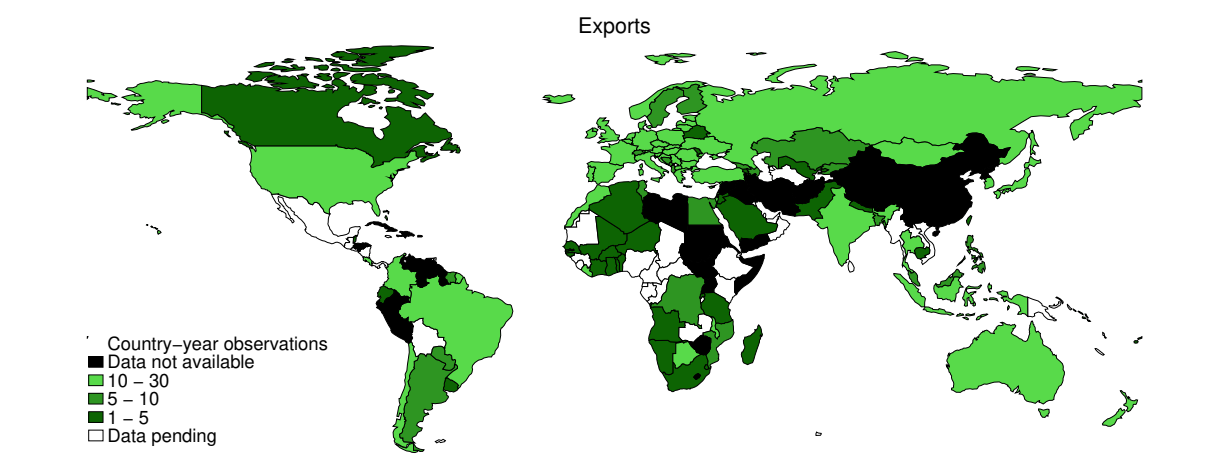 Exports
Country−year observations
Data not available
10 − 30
5 − 10
1 − 5
Data pending